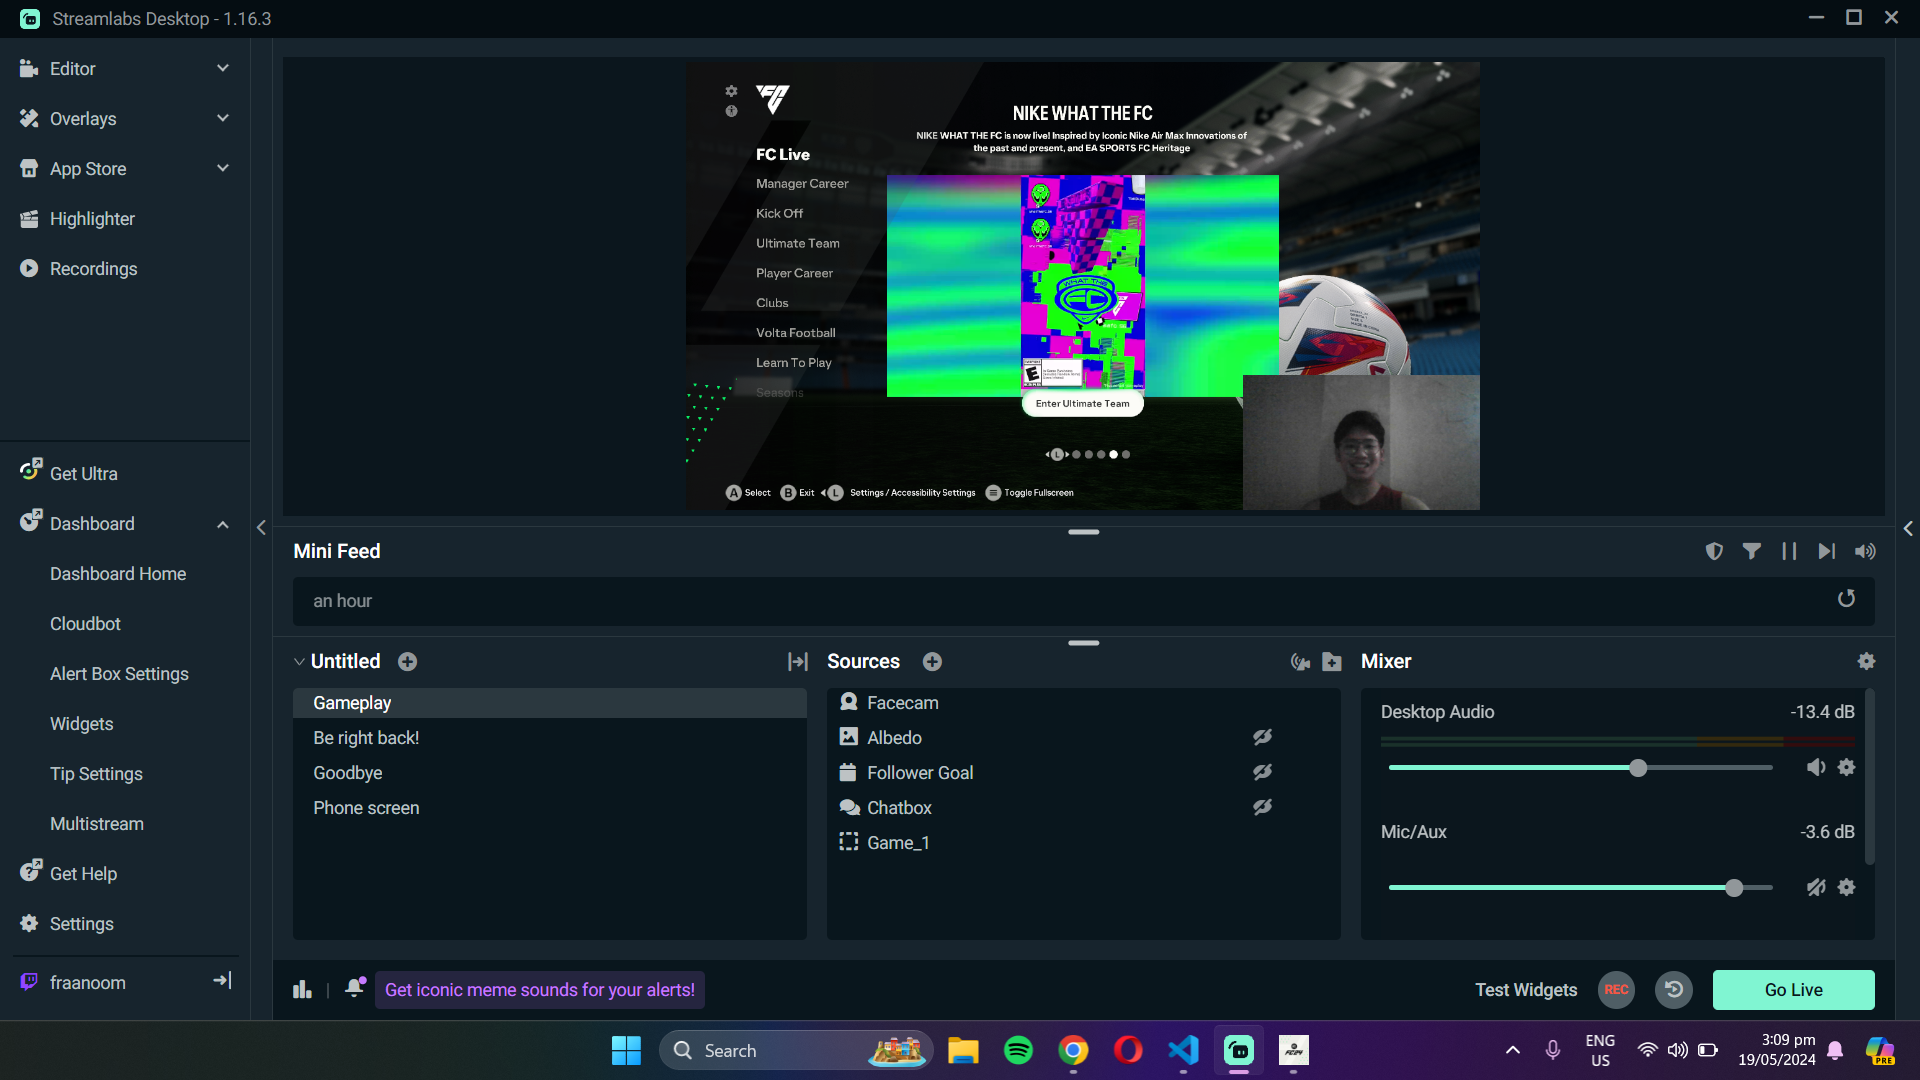 Streamlabs Desktop - 1.16.3
Editor
Overlays
App Store
Highlighter
Recordings
Get Ultra
Dashboard
Dashboard Home
Cloudbot
Alert Box Settings
Widgets
Tip Settings
Multistream
Get Help
Settings
fraanoom
NIKE WHAT THE FC
NIKE WHAT THE FC is now live! Inspired by Iconic Nike Air Max Innovations of
the past and present, and EA SPORTS FC Heritage
FC Live
Manager Career
Kick Off
Ultimate Team
Player Career
Clubs
Volta Football
Learn To Play
Seasons
WHAT THE
FC
E
Enter Ultimate Team
L
A Select B Exit L Settings / Accessibility Settings Toggle Fullscreen
Mini Feed
an hour
Untitled
Gameplay
Be right back!
Goodbye
Phone screen
Sources
Facecam
Albedo
Follower Goal
Chatbox
Game_1
Mixer
Desktop Audio -13.4 dB
Mic/Aux -3.6 dB
Get iconic meme sounds for your alerts!
Test Widgets
REC
Go Live
Search
FC24
ENG
US
3:09 pm
19/05/2024
PRE